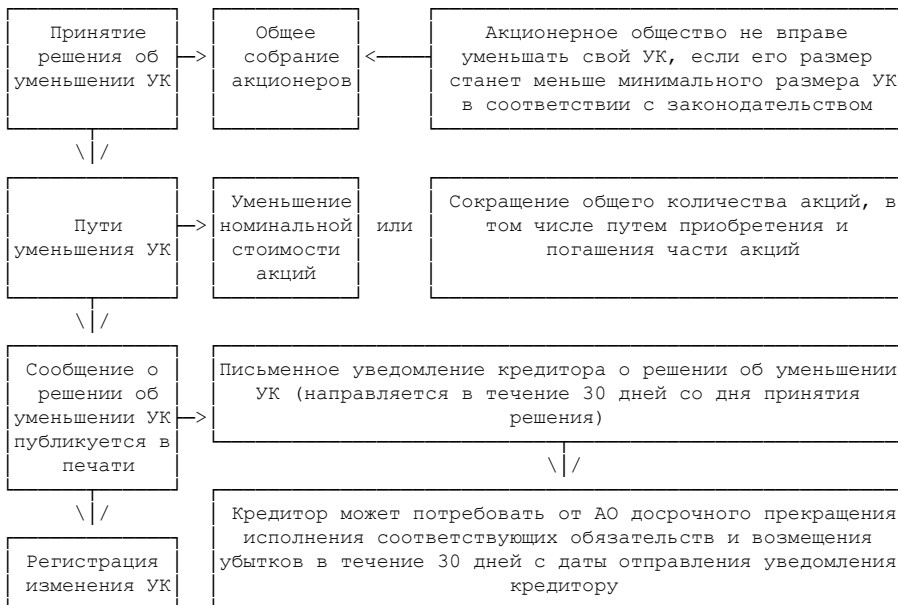 Принятие
решения об
уменьшении УК
Общее
собрание
акционеров
Акционерное общество не вправе
уменьшать свой УК, если его размер
станет меньше минимального размера УК
в соответствии с законодательством
Пути
уменьшения УК
Уменьшение
номинальной
стоимости
акций
или
Сокращение общего количества акций, в
том числе путем приобретения и
погашения части акций
Сообщение о
решении об
уменьшении УК
публикуется в
печати
Письменное уведомление кредитора о решении об уменьшении
УК (направляется в течение 30 дней со дня принятия
решения)
Кредитор может потребовать от АО досрочного прекращения
исполнения соответствующих обязательств и возмещения
убытков в течение 30 дней с даты отправления уведомления
кредитору
Регистрация
изменения УК